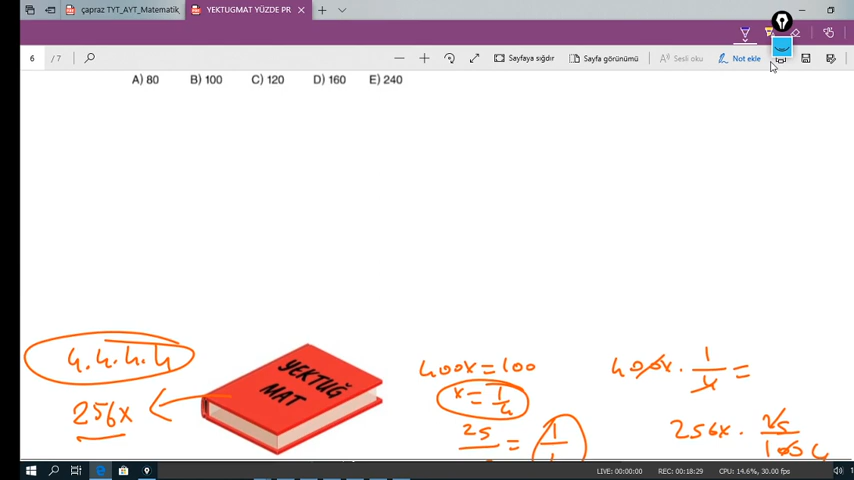 çapraz TYT_AYT_Matematik
YEKTUGMAT YÜZDE PR
6 /7
Sayfaya sığdır
Sayfa görünümü
Sesli oku
Not ekle
A) 80 B) 100 C) 120 D) 160 E) 240
4.4.4.4
256x
YEKTUĞ
MAT
400x=100
x=1/4
25
= 1
400x . 1/4 =
256x . 25/100 4
LIVE: 00:00:00 REC: 00:18:29 CPU: 14.6%, 30.00 fps